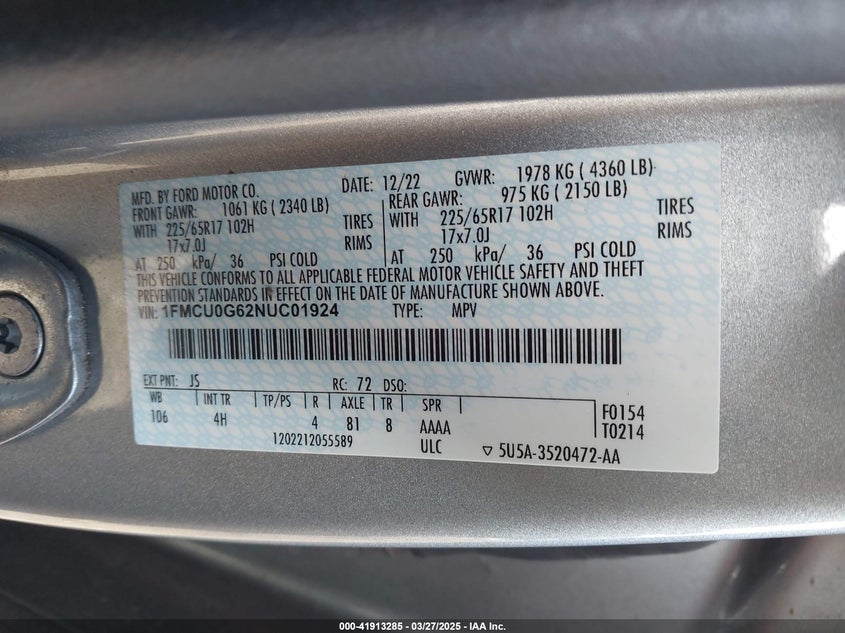 MFD. BY FORD MOTOR CO. DATE: 12/22 GVWR: 1978 KG ( 4360 LB)
FRONT GAWR: 1061 KG ( 2340 LB) REAR GAWR: 975 KG ( 2150 LB)
WITH 225/65R17 102H TIRES WITH 225/65R17 102H TIRES
17x7.0J RIMS 17x7.0J RIMS
AT 250 kPa/ 36 PSI COLD AT 250 kPa/ 36 PSI COLD
THIS VEHICLE CONFORMS TO ALL APPLICABLE FEDERAL MOTOR VEHICLE SAFETY AND THEFT
PREVENTION STANDARDS IN EFFECT ON THE DATE OF MANUFACTURE SHOWN ABOVE.
VIN: 1FMCU0G62NUC01924 TYPE: MPV
EXT PNT: JS RC: 72 DSO:
WB INT TR TP/PS R AXLE TR SPR
106 4H 4 81 8 AAAA
F0154
T0214
1202212055589 ULC ▽ 5U5A-3520472-AA
000-41913285 - 03/27/2025 - IAA Inc.